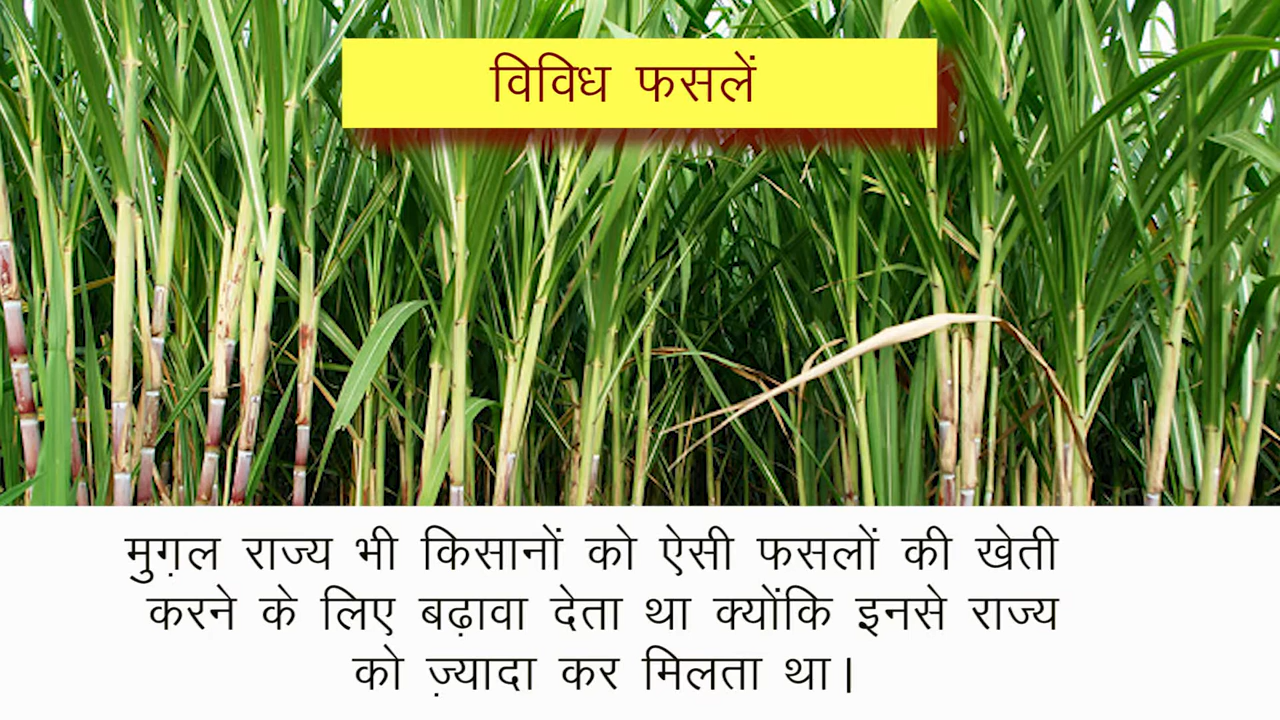 विविध फसलें
मुग़ल राज्य भी किसानों को ऐसी फसलों की खेती
करने के लिए बढ़ावा देता था क्योंकि इनसे राज्य
को ज़्यादा कर मिलता था।